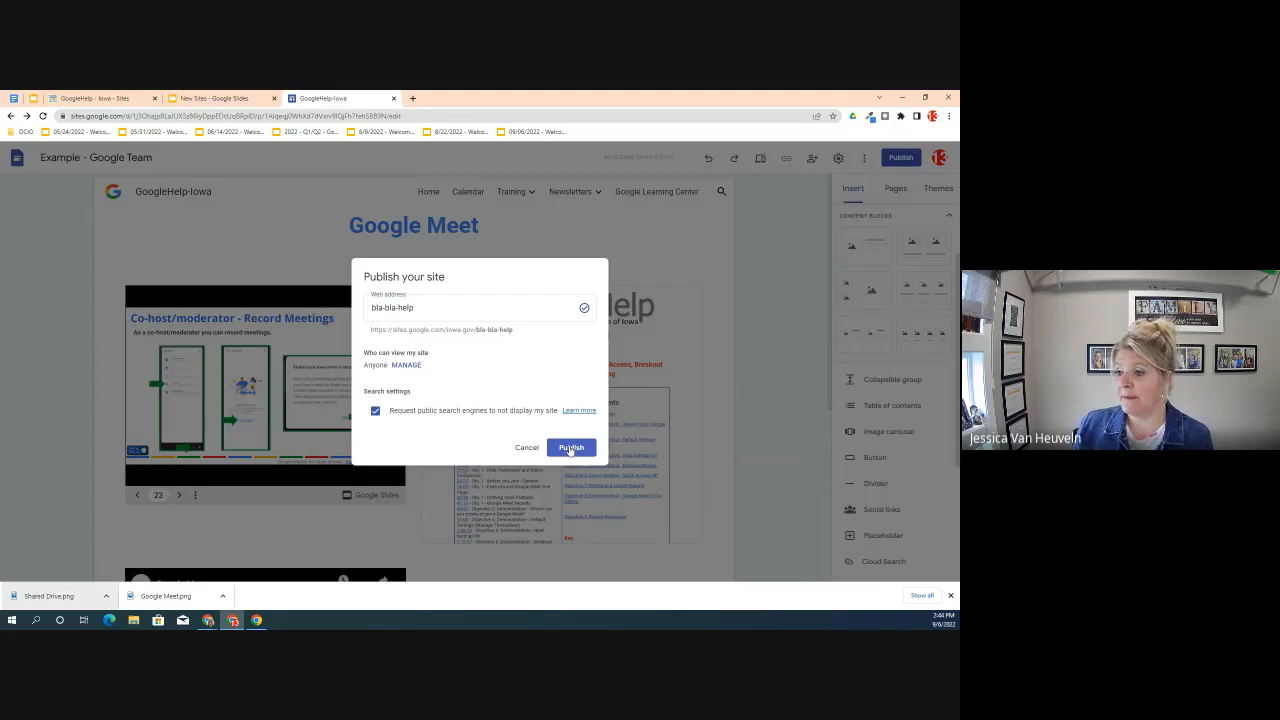 GoogleHelp - Iowa - Sites
New Sites - Google Slides
GoogleHelp-Iowa
OCIO
05/24/2022 - Welco...
05/31/2022 - Welco...
06/14/2022 - Welco...
2022 - Q1/Q2 - Go...
8/9/2022 - Welcom...
8/22/2022 - Welco...
09/06/2022 - Welco...
Example - Google Team
Publish
GoogleHelp-Iowa
Home
Calendar
Training
Newsletters
Google Learning Center
Insert
Pages
Themes
CONTENT BLOCKS
Google Meet
Publish your site
Web address
bla-bla-help
https://sites.google.com/iowa.gov/bla-bla-help
Who can view my site
Anyone MANAGE
Search settings
Request public search engines to not display my site Learn more
Cancel
Publish
Co-host/moderator - Record Meetings
As a co-host/moderator you can record meetings.
Access, Breakout
23
Google Slides
Key
Collapsible group
Table of contents
Image carousel
Button
Divider
Social links
Placeholder
Cloud Search
Shared Drive.png
Google Meet.png
Show all
2:44 PM
9/6/2022
FAMILY
Jessica Van Heuveln